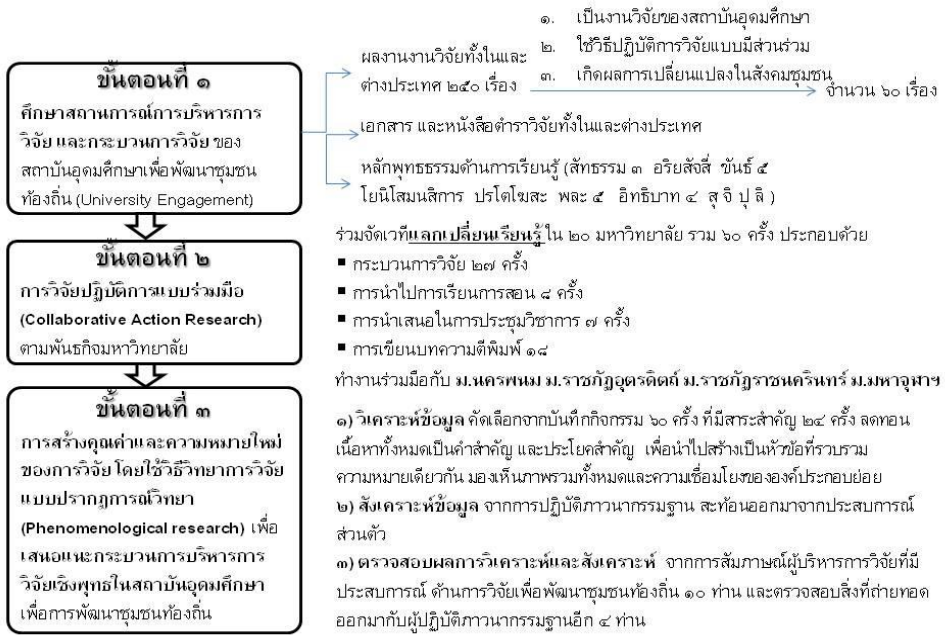 ขั้นตอนที่ ๑
ศึกษาสถานการณ์การบริหารการ
วิจัย และกระบวนการวิจัย ของ
สถาบันอุดมศึกษาเพื่อพัฒนาชุมชน
ท้องถิ่น (University Engagement)
ผลงานงานวิจัยทั้งในและ
ต่างประเทศ ๒๕๐ เรื่อง
๑. เป็นงานวิจัยของสถาบันอุดมศึกษา
๒. ใช้วิธีปฏิบัติการวิจัยแบบมีส่วนร่วม
๓. เกิดผลการเปลี่ยนแปลงในสังคมชุมชน
จำนวน ๖๐ เรื่อง
เอกสาร และหนังสือตำราวิจัยทั้งในและต่างประเทศ
หลักพุทธธรรมด้านการเรียนรู้ (สัทธรรม ๓ อริยสัจสี่ ขันธ์ ๕
โยนิโสมนสิการ ปรโตโฆสะ พละ ๕ อิทธิบาท ๔ สุ จิ ปุ ลิ )
ขั้นตอนที่ ๒
การวิจัยปฏิบัติการแบบร่วมมือ
(Collaborative Action Research)
ตามพันธกิจมหาวิทยาลัย
ร่วมจัดเวทีแลกเปลี่ยนเรียนรู้ใน ๒๐ มหาวิทยาลัย รวม ๖๐ ครั้ง ประกอบด้วย
▪ กระบวนการวิจัย ๒๗ ครั้ง
▪ การนำไปการเรียนการสอน ๘ ครั้ง
▪ การนำเสนอในการประชุมวิชาการ ๗ ครั้ง
▪ การเขียนบทความตีพิมพ์ ๑๘
ทำงานร่วมมือกับ ม.นครพนม ม.ราชภัฏอุตรดิตถ์ ม.ราชภัฏราชนครินทร์ ม.มหาจุฬาฯ
ขั้นตอนที่ ๓
การสร้างคุณค่าและความหมายใหม่
ของการวิจัย โดยใช้วิธีวิทยาการวิจัย
แบบปรากฏการณ์วิทยา
(Phenomenological research) เพื่อ
เสนอแนะกระบวนการบริหารการ
วิจัยเชิงพุทธในสถาบันอุดมศึกษา
เพื่อการพัฒนาชุมชนท้องถิ่น
๑) วิเคราะห์ข้อมูล คัดเลือกจากบันทึกกิจกรรม ๖๐ ครั้ง ที่มีสาระสำคัญ ๒๔ ครั้ง ลดทอน
เนื้อหาทั้งหมดเป็นคำสำคัญ และประโยคสำคัญ เพื่อนำไปสร้างเป็นหัวข้อที่รวบรวม
ความหมายเดียวกัน มองเห็นภาพรวมทั้งหมดและความเชื่อมโยงขององค์ประกอบย่อย
๒) สังเคราะห์ข้อมูล จากการปฏิบัติภาวนากรรมฐาน สะท้อนออกมาจากประสบการณ์
ส่วนตัว
๓) ตรวจสอบผลการวิเคราะห์และสังเคราะห์ จากการสัมภาษณ์ผู้บริหารการวิจัยที่มี
ประสบการณ์ ด้านการวิจัยเพื่อพัฒนาชุมชนท้องถิ่น ๑๐ ท่าน และตรวจสอบสิ่งที่ถ่ายทอด
ออกมากับผู้ปฏิบัติภาวนากรรมฐานอีก ๔ ท่าน